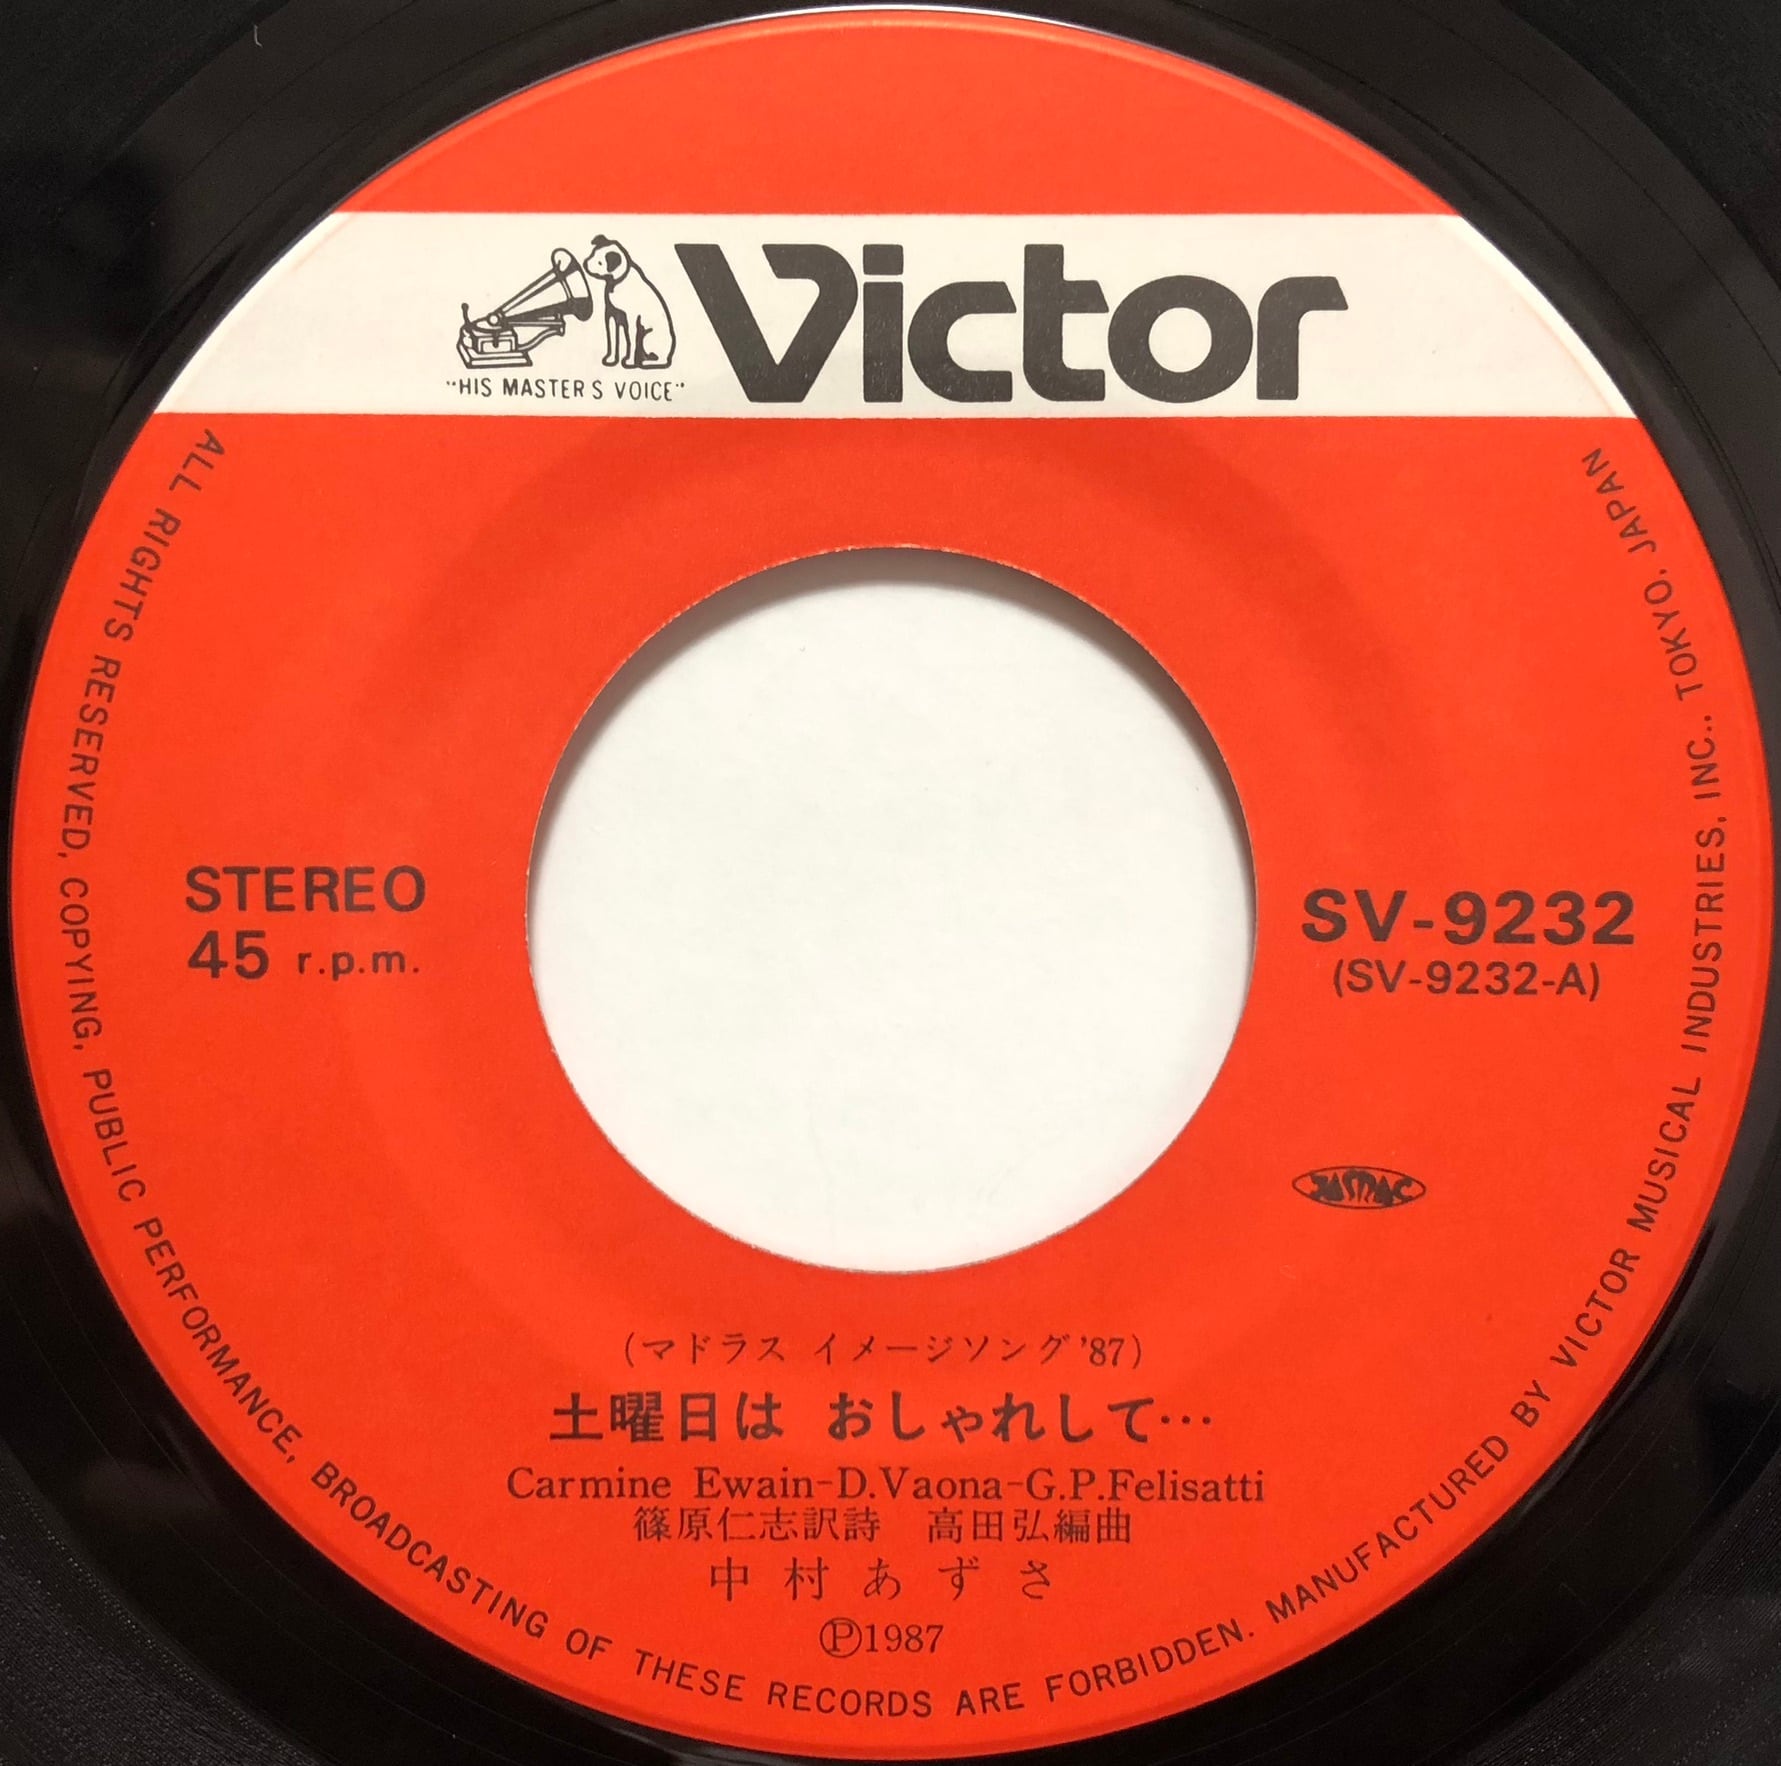 "HIS MASTER'S VOICE"
Victor
STEREO
45 r.p.m.
SV-9232
(SV-9232-A)
JASRAC
(マドラス イメージソング'87)
土曜日は おしゃれして…
Carmine Ewain-D.Vaona-G.P.Felisatti
篠原仁志訳詩 高田弘編曲
中村あずさ
Ⓟ1987
ALL RIGHTS RESERVED, COPYING, PUBLIC PERFORMANCE, BROADCASTING OF THESE RECORDS ARE FORBIDDEN. MANUFACTURED BY VICTOR MUSICAL INDUSTRIES, INC., TOKYO, JAPAN